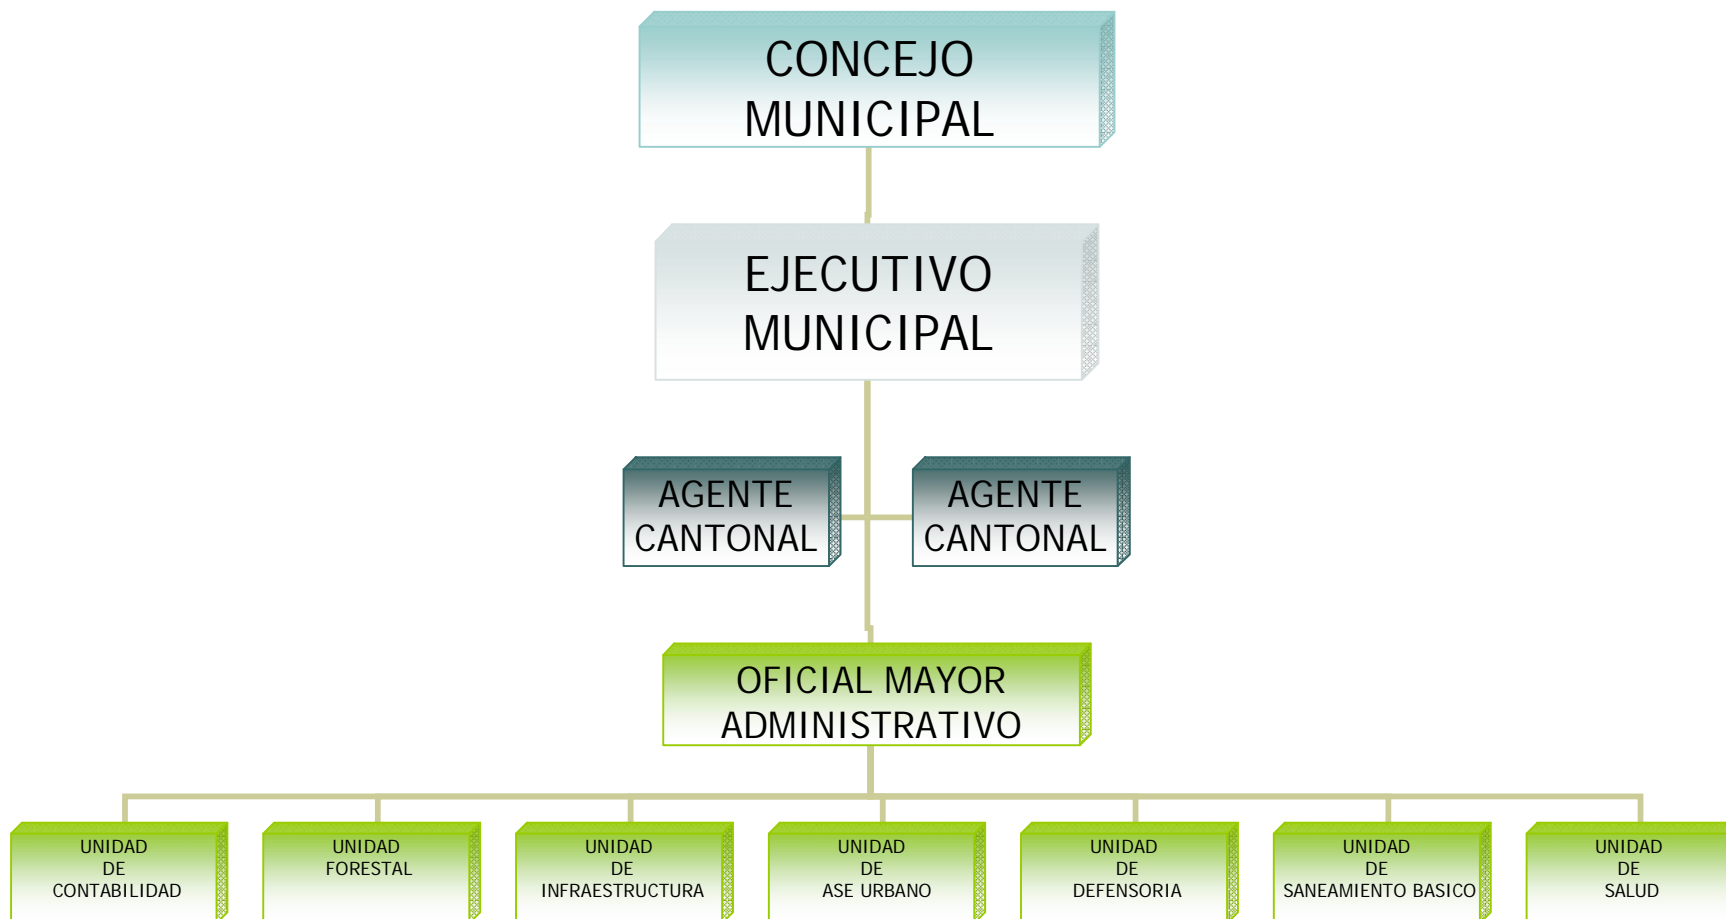 CONCEJO
MUNICIPAL
EJECUTIVO
MUNICIPAL
AGENTE
CANTONAL
AGENTE
CANTONAL
OFICIAL MAYOR
ADMINISTRATIVO
UNIDAD
DE
CONTABILIDAD
UNIDAD
FORESTAL
UNIDAD
DE
INFRAESTRUCTURA
UNIDAD
DE
ASE URBANO
UNIDAD
DE
DEFENSORIA
UNIDAD
DE
SANEAMIENTO BASICO
UNIDAD
DE
SALUD